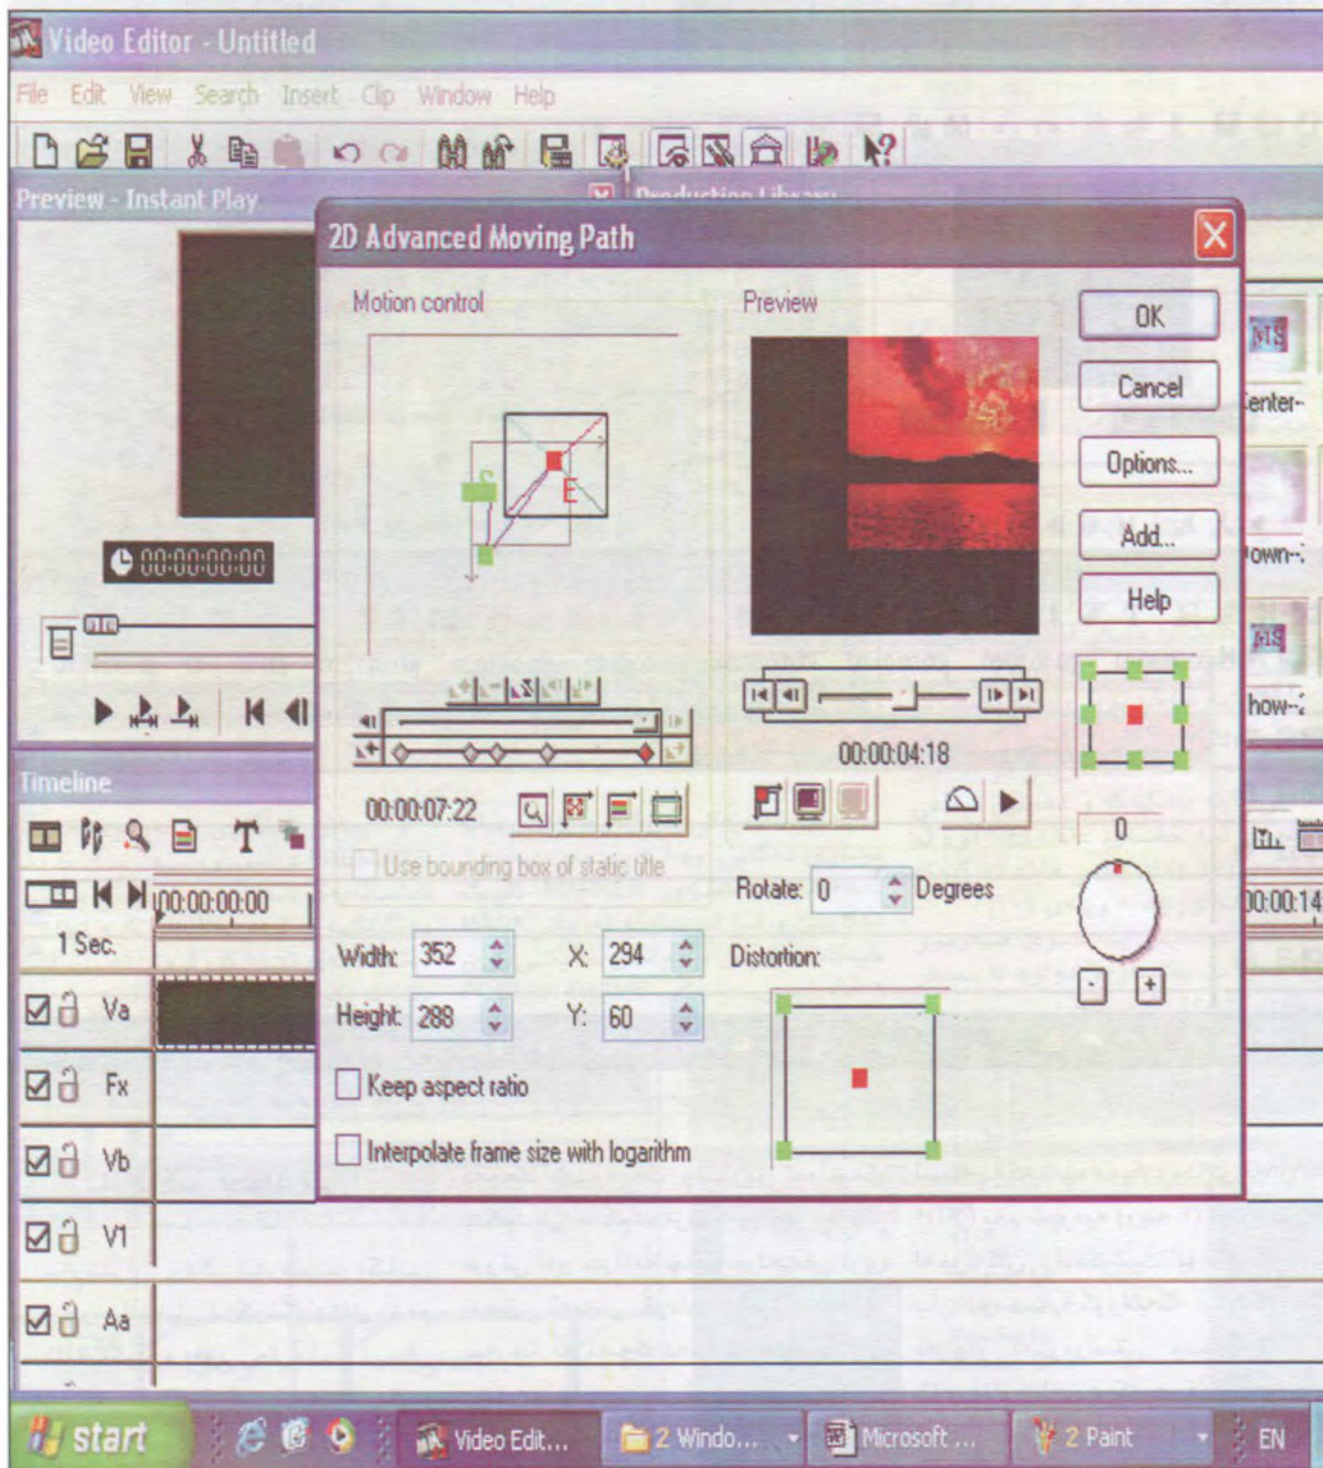 Video Editor - Untitled
File Edit View Search Insert Clip Window Help
Preview - Instant Play
Production Library
2D Advanced Moving Path
Motion control
Preview
OK
Cancel
Options...
Add...
Help
MS
Center--
own--
MS
how--
E
00:00:00:00
00:00:04:18
00:00:07:22
0
Use bounding box of static title
Rotate: 0 Degrees
Width: 352 X: 294
Distortion:
Height: 288 Y: 60
- +
Keep aspect ratio
Interpolate frame size with logarithm
Timeline
T
00:00:00:00
00:00:14
1 Sec.
Va
Fx
Vb
V1
Aa
start
Video Edit...
2 Windo...
Microsoft ...
2 Paint
EN